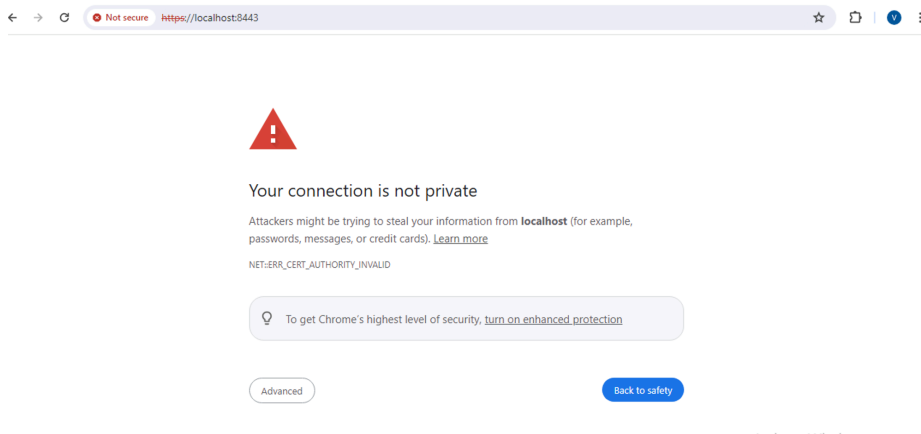 Not secure https://localhost:8443
V
Your connection is not private
Attackers might be trying to steal your information from localhost (for example,
passwords, messages, or credit cards). Learn more
NET::ERR_CERT_AUTHORITY_INVALID
To get Chrome's highest level of security, turn on enhanced protection
Advanced
Back to safety